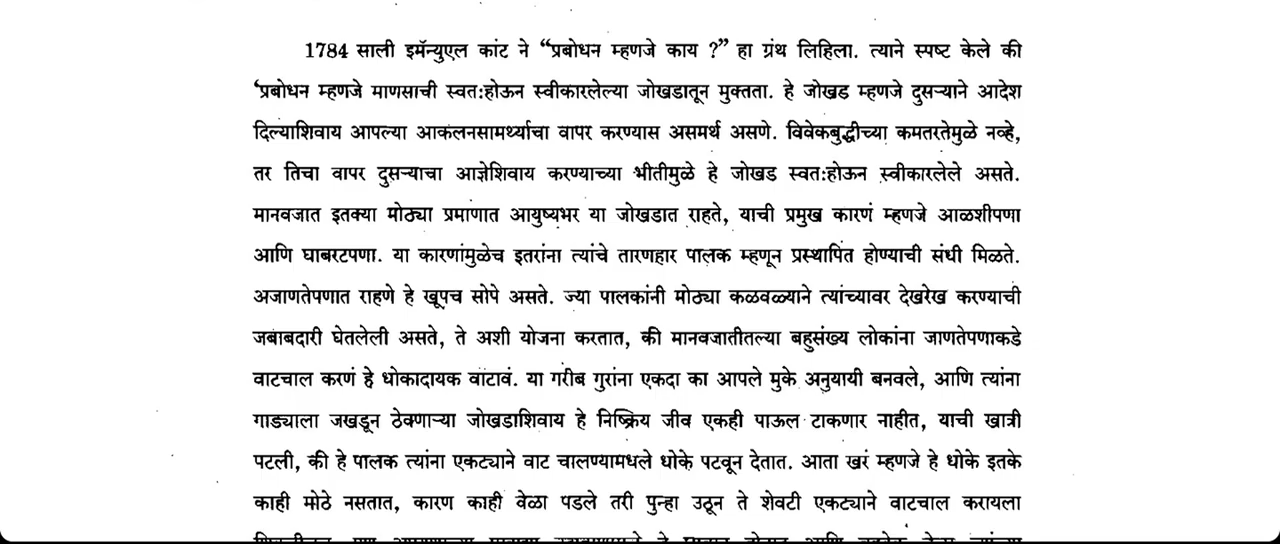 1784 साली इमॅन्युएल कांट ने “प्रबोधन म्हणजे काय ?” हा ग्रंथ लिहिला. त्याने स्पष्ट केले की
‘प्रबोधन म्हणजे माणसाची स्वतःहोऊन स्वीकारलेल्या जोखडातून मुक्तता. हे जोखड म्हणजे दुसऱ्याने आदेश
दिल्याशिवाय आपल्या आकलनसामर्थ्याचा वापर करण्यास असमर्थ असणे. विवेकबुद्धीच्या कमतरतेमुळे नव्हे,
तर तिचा वापर दुसऱ्याचा आज्ञेशिवाय करण्याच्या भीतीमुळे हे जोखड स्वतःहोऊन स्वीकारलेले असते.
मानवजात इतक्या मोठ्या प्रमाणात आयुष्यभर या जोखडात राहते, याची प्रमुख कारणं म्हणजे आळशीपणा
आणि घाबरटपणा. या कारणांमुळेच इतरांना त्यांचे तारणहार पालक म्हणून प्रस्थापित होण्याची संधी मिळते.
अजाणतेपणात राहणे हे खूपच सोपे असते. ज्या पालकांनी मोठ्या कळवळ्याने त्यांच्यावर देखरेख करण्याची
जबाबदारी घेतलेली असते, ते अशी योजना करतात, की मानवजातीतल्या बहुसंख्य लोकांना जाणतेपणाकडे
वाटचाल करणं हे धोकादायक वाटावं. या गरीब गुरांना एकदा का आपले मुके अनुयायी बनवले, आणि त्यांना
गाड्याला जखडून ठेवणाऱ्या जोखडाशिवाय हे निष्क्रिय जीव एकही पाऊल टाकणार नाहीत, याची खात्री
पटली, की हे पालक त्यांना एकट्याने वाट चालण्यामधले धोके पटवून देतात. आता खरं म्हणजे हे धोके इतके
काही मोठे नसतात, कारण काही वेळा पडले तरी पुन्हा उठून ते शेवटी एकट्याने वाटचाल करायला